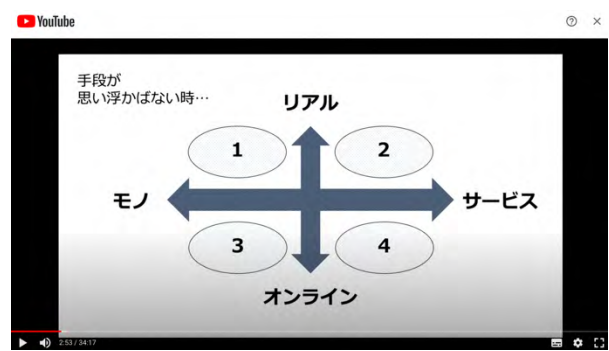 YouTube
手段が
思い浮かばない時…
リアル
1
2
モノ
サービス
3
4
オンライン
2:53 / 34:17